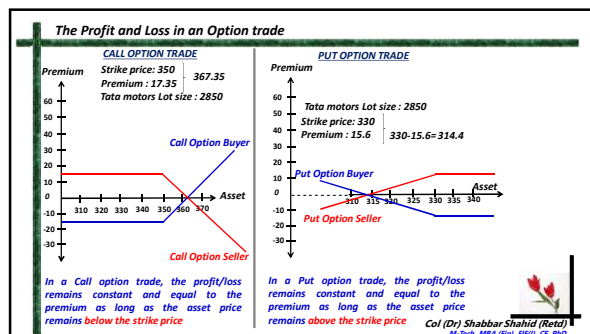 The Profit and Loss in an Option trade
CALL OPTION TRADE
Strike price: 350
Premium : 17.35
367.35
Tata motors Lot size : 2850
Premium
60
50
40
30
20
10
0
-10
-20
-30
310 320 330 340 350 360 370
Asset
Call Option Buyer
Call Option Seller
In a Call option trade, the profit/loss
remains constant and equal to the
premium as long as the asset price
remains below the strike price
PUT OPTION TRADE
Premium
Tata motors Lot size : 2850
Strike price: 330
Premium : 15.6
330-15.6= 314.4
60
50
40
30
20
10
0
-10
-20
-30
310 315 320 325 330 335 340
Asset
Put Option Buyer
Put Option Seller
In a Put option trade, the profit/loss
remains constant and equal to the
premium as long as the asset price
remains above the strike price
Col (Dr) Shabbar Shahid (Retd)
M-Tech, MBA (Fin), FIE(I), CE, PhD